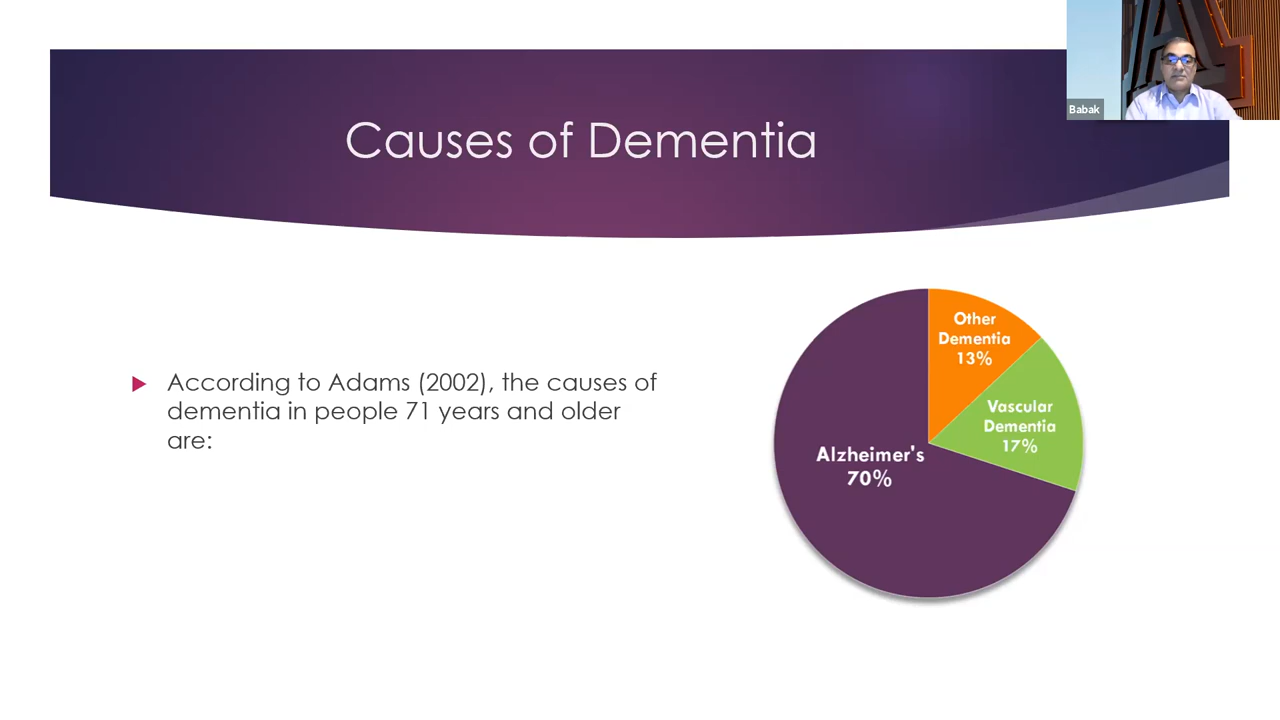 Babak
Causes of Dementia
According to Adams (2002), the causes of
dementia in people 71 years and older
are:
Other
Dementia
13%
Vascular
Dementia
17%
Alzheimer's
70%